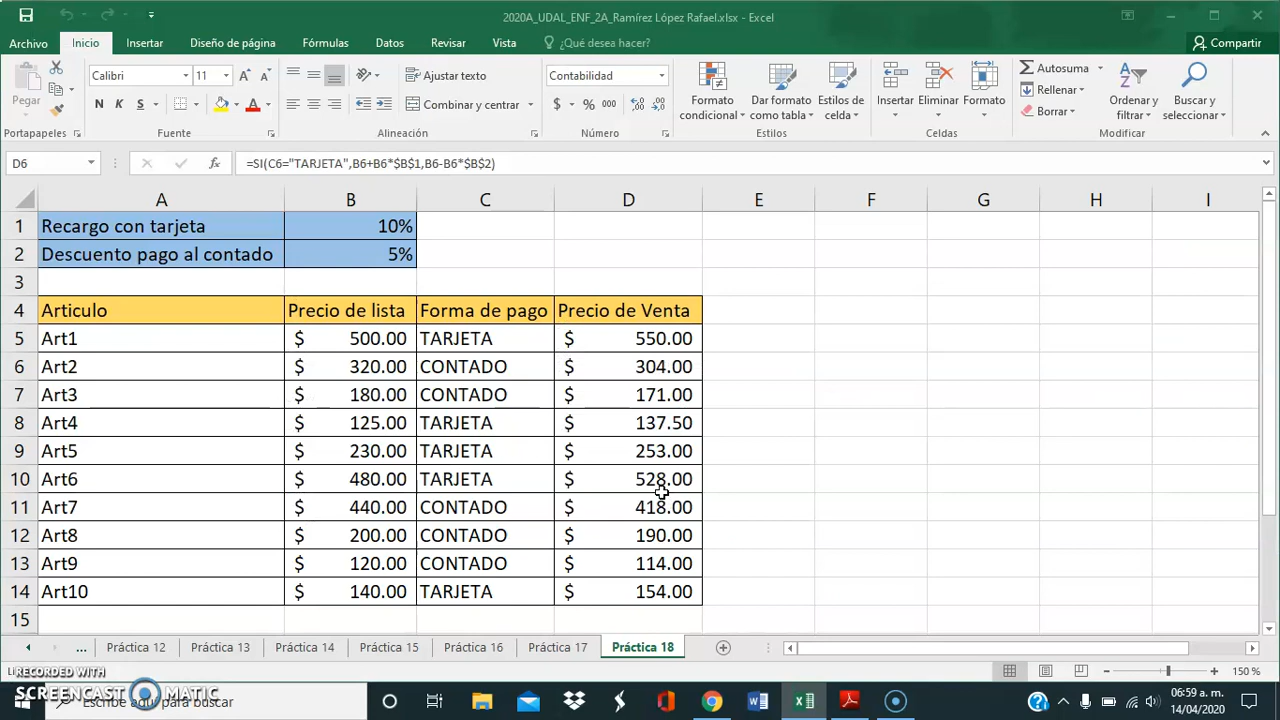 2020A_UDAL_ENF_2A_Ramírez López Rafael.xlsx - Excel
Archivo Inicio Insertar Diseño de página Fórmulas Datos Revisar Vista ¿Qué desea hacer? Compartir
Pegar
Calibri 11
N K S
Ajustar texto
Combinar y centrar
Contabilidad
$ % 000
Formato condicional
Dar formato como tabla
Estilos de celda
Insertar Eliminar Formato
Autosuma
Rellenar
Borrar
Ordenar y filtrar
Buscar y seleccionar
Portapapeles Fuente Alineación Número Estilos Celdas Modificar
D6 fx =SI(C6="TARJETA",B6+B6*$B$1,B6-B6*$B$2)
A B C D E F G H I
1 Recargo con tarjeta 10%
2 Descuento pago al contado 5%
3
4 Articulo Precio de lista Forma de pago Precio de Venta
5 Art1 $ 500.00 TARJETA $ 550.00
6 Art2 $ 320.00 CONTADO $ 304.00
7 Art3 $ 180.00 CONTADO $ 171.00
8 Art4 $ 125.00 TARJETA $ 137.50
9 Art5 $ 230.00 TARJETA $ 253.00
10 Art6 $ 480.00 TARJETA $ 528.00
11 Art7 $ 440.00 CONTADO $ 418.00
12 Art8 $ 200.00 CONTADO $ 190.00
13 Art9 $ 120.00 CONTADO $ 114.00
14 Art10 $ 140.00 TARJETA $ 154.00
15
... Práctica 12 Práctica 13 Práctica 14 Práctica 15 Práctica 16 Práctica 17 Práctica 18
150 %
RECORDED WITH
SCREENCAST MATIC
Escribe aquí para buscar
06:59 a. m.
14/04/2020